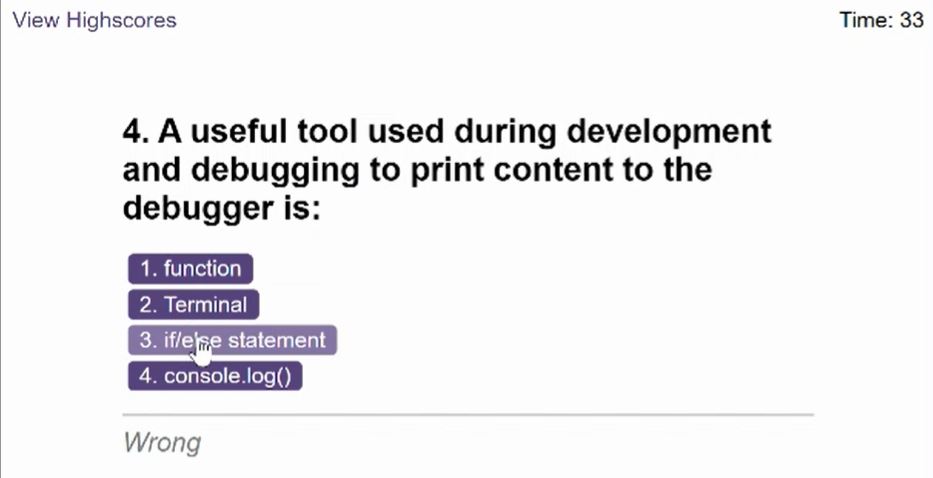 View Highscores
Time: 33
4. A useful tool used during development
and debugging to print content to the
debugger is:
1. function
2. Terminal
3. if/else statement
4. console.log()
Wrong